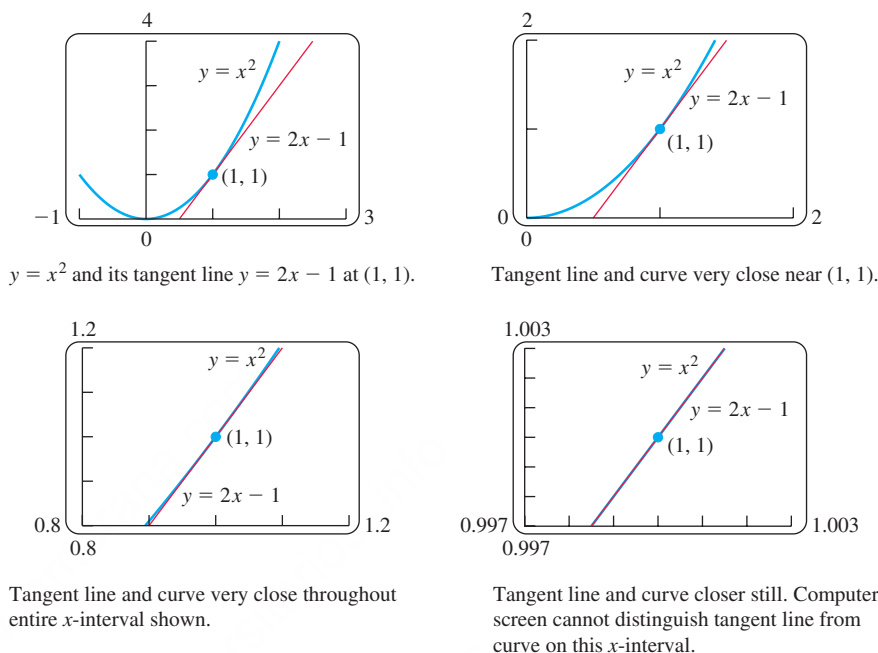 4
y = x²
y = 2x − 1
(1, 1)
−1
3
0
y = x² and its tangent line y = 2x − 1 at (1, 1).
2
y = x²
y = 2x − 1
(1, 1)
0
2
0
Tangent line and curve very close near (1, 1).
1.2
y = x²
(1, 1)
y = 2x − 1
0.8
1.2
0.8
Tangent line and curve very close throughout
entire x-interval shown.
1.003
y = x²
y = 2x − 1
(1, 1)
0.997
1.003
0.997
Tangent line and curve closer still. Computer
screen cannot distinguish tangent line from
curve on this x-interval.